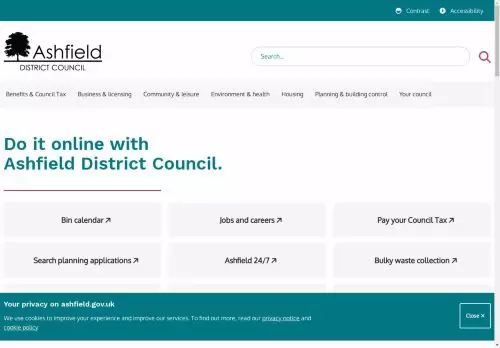 Contrast Accessibility
Ashfield
DISTRICT COUNCIL
Search...
Benefits & Council Tax Business & licensing Community & leisure Environment & health Housing Planning & building control Your council
Do it online with
Ashfield District Council.
Bin calendar Jobs and careers Pay your Council Tax
Search planning applications Ashfield 24/7 Bulky waste collection
Your privacy on ashfield.gov.uk
We use cookies to improve your experience and improve our services. To find out more, read our privacy notice and
cookie policy
Close ✕